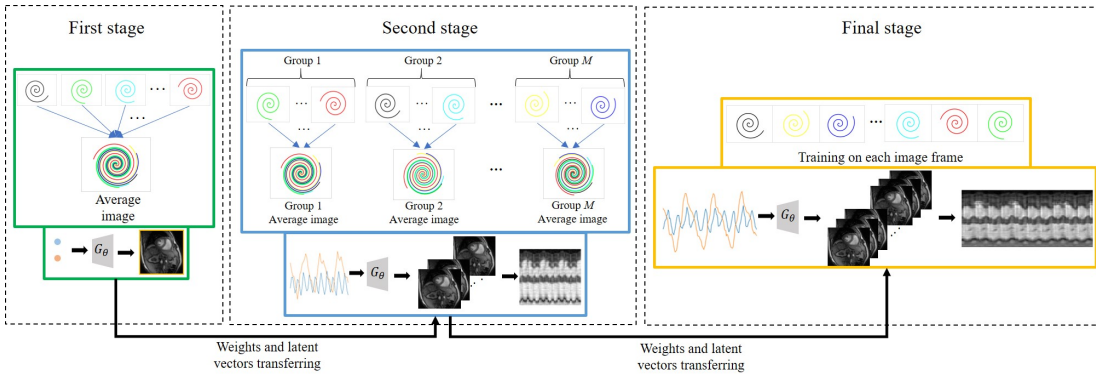 First stage
Second stage
Final stage
Group 1
Group 2
Group M
...
...
...
...
...
...
...
...
...
...
...
Training on each image frame
Average
image
Group 1
Average image
Group 2
Average image
Group M
Average image
Gθ
Gθ
Gθ
Weights and latent
vectors transferring
Weights and latent
vectors transferring